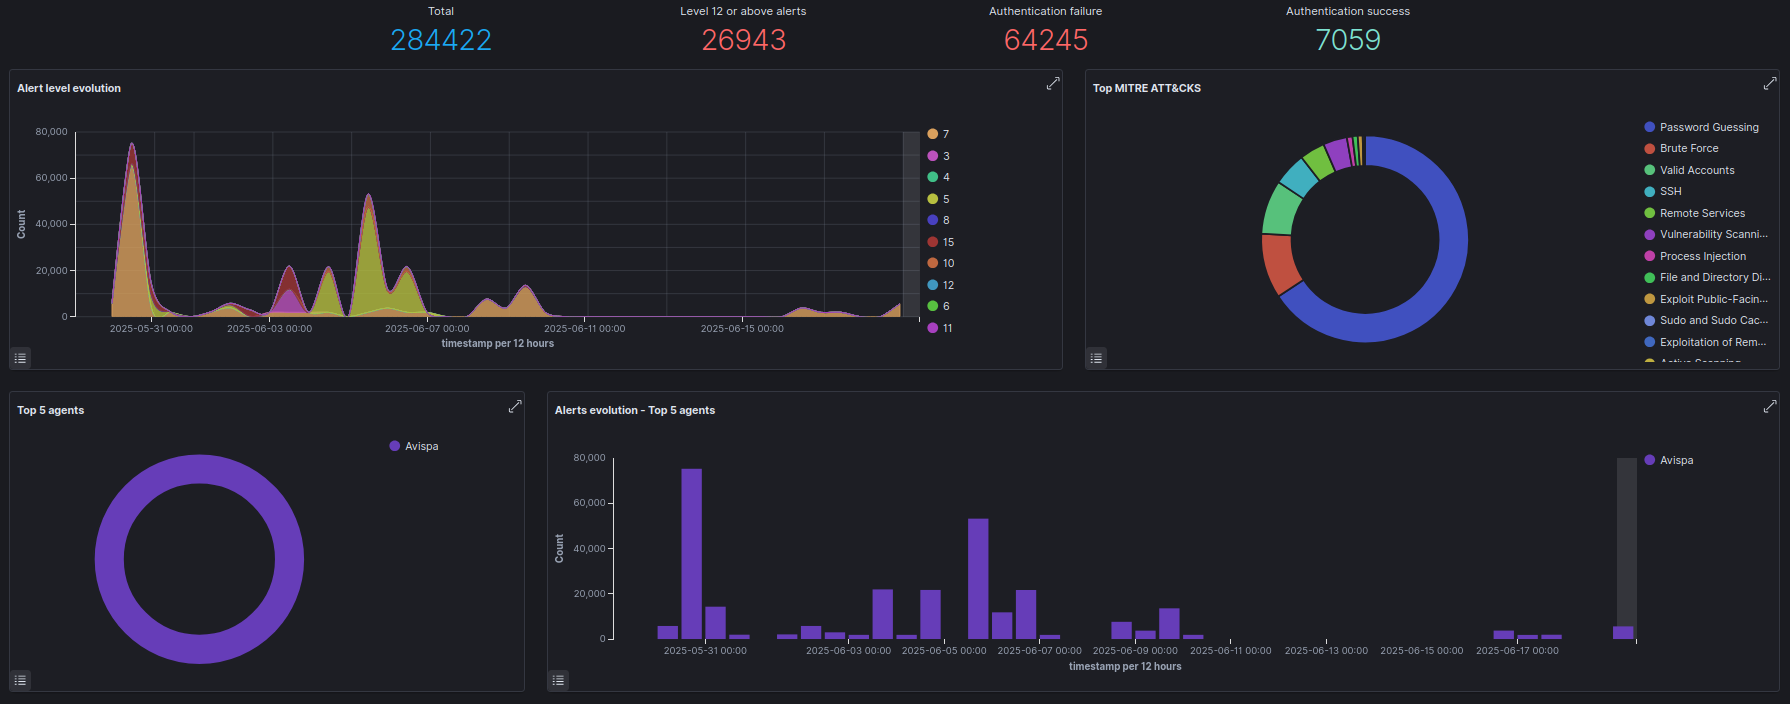 Total
284422
Level 12 or above alerts
26943
Authentication failure
64245
Authentication success
7059
Alert level evolution
80,000
60,000
40,000
20,000
0
Count
2025-05-31 00:00
2025-06-03 00:00
2025-06-07 00:00
2025-06-11 00:00
2025-06-15 00:00
timestamp per 12 hours
7
3
4
5
8
15
10
12
6
11
Top MITRE ATT&CKS
Password Guessing
Brute Force
Valid Accounts
SSH
Remote Services
Vulnerability Scanni...
Process Injection
File and Directory Di...
Exploit Public-Facin...
Sudo and Sudo Cac...
Exploitation of Rem...
Active Scanning
Top 5 agents
Avispa
Alerts evolution - Top 5 agents
80,000
60,000
40,000
20,000
0
Count
2025-05-31 00:00
2025-06-03 00:00
2025-06-05 00:00
2025-06-07 00:00
2025-06-09 00:00
2025-06-11 00:00
2025-06-13 00:00
2025-06-15 00:00
2025-06-17 00:00
timestamp per 12 hours
Avispa